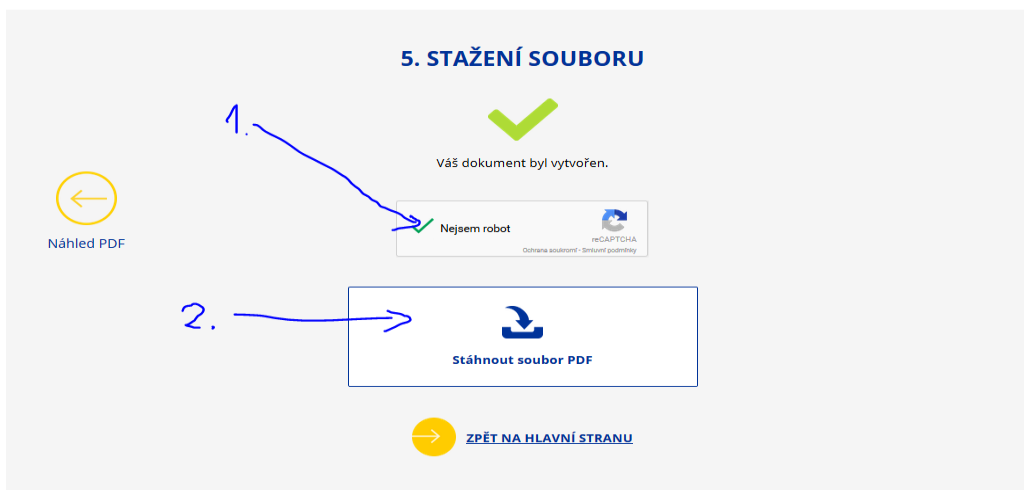 5. STAŽENÍ SOUBORU
1.
Váš dokument byl vytvořen.
Náhled PDF
Nejsem robot
reCAPTCHA
Ochrana soukromí - Smluvní podmínky
2.
Stáhnout soubor PDF
ZPĚT NA HLAVNÍ STRANU